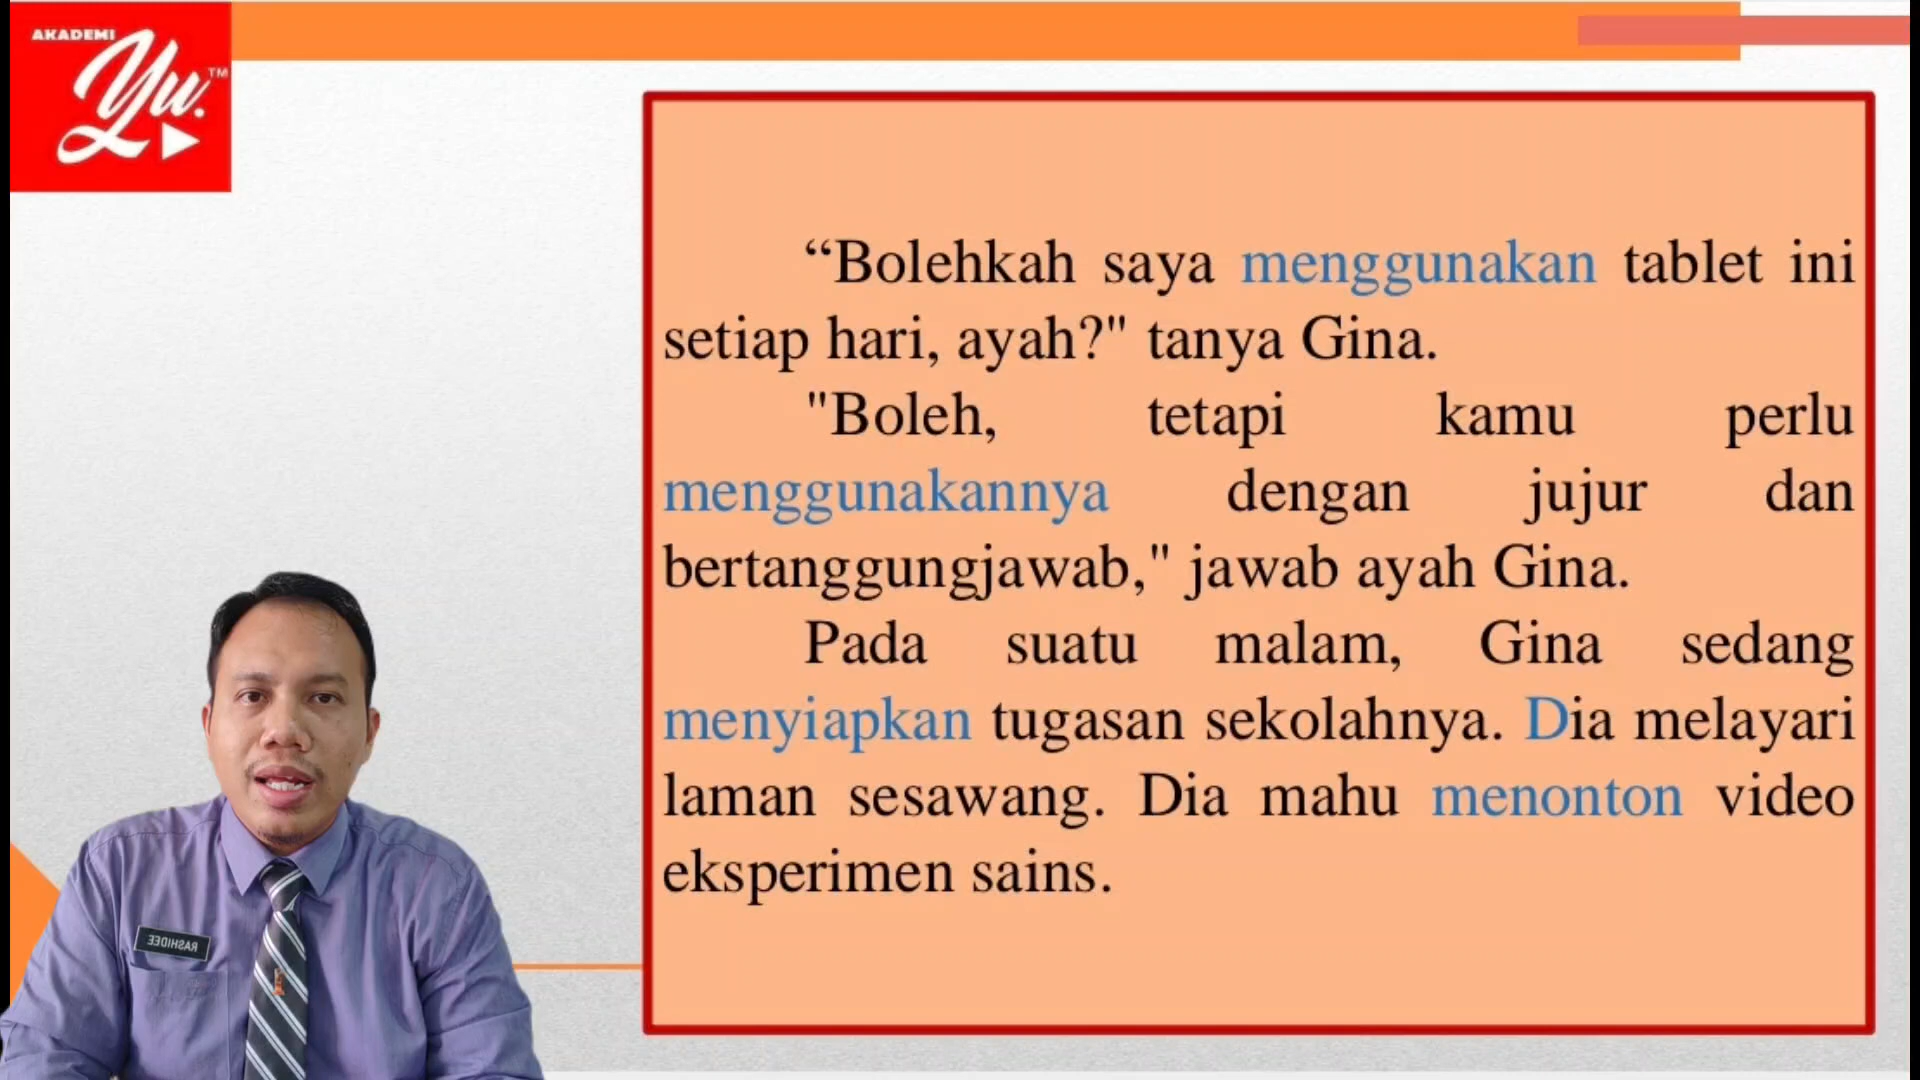 AKADEMI
Yu.
TM
“Bolehkah saya menggunakan tablet ini
setiap hari, ayah?" tanya Gina.
"Boleh, tetapi kamu perlu
menggunakannya dengan jujur dan
bertanggungjawab," jawab ayah Gina.
Pada suatu malam, Gina sedang
menyiapkan tugasan sekolahnya. Dia melayari
laman sesawang. Dia mahu menonton video
eksperimen sains.
RASHIDEE